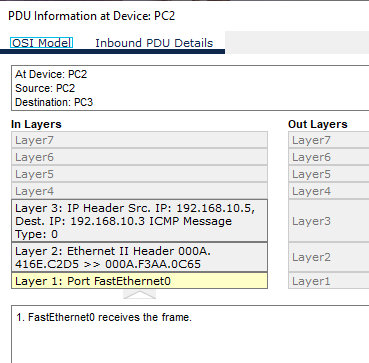 PDU Information at Device: PC2
OSI Model Inbound PDU Details
At Device: PC2
Source: PC2
Destination: PC3
In Layers Out Layers
Layer7 Layer7
Layer6 Layer6
Layer5 Layer5
Layer4 Layer4
Layer 3: IP Header Src. IP: 192.168.10.5,
Dest. IP: 192.168.10.3 ICMP Message
Type: 0
Layer3
Layer 2: Ethernet II Header 000A.
416E.C2D5 >> 000A.F3AA.0C65
Layer2
Layer 1: Port FastEthernet0 Layer1
1. FastEthernet0 receives the frame.